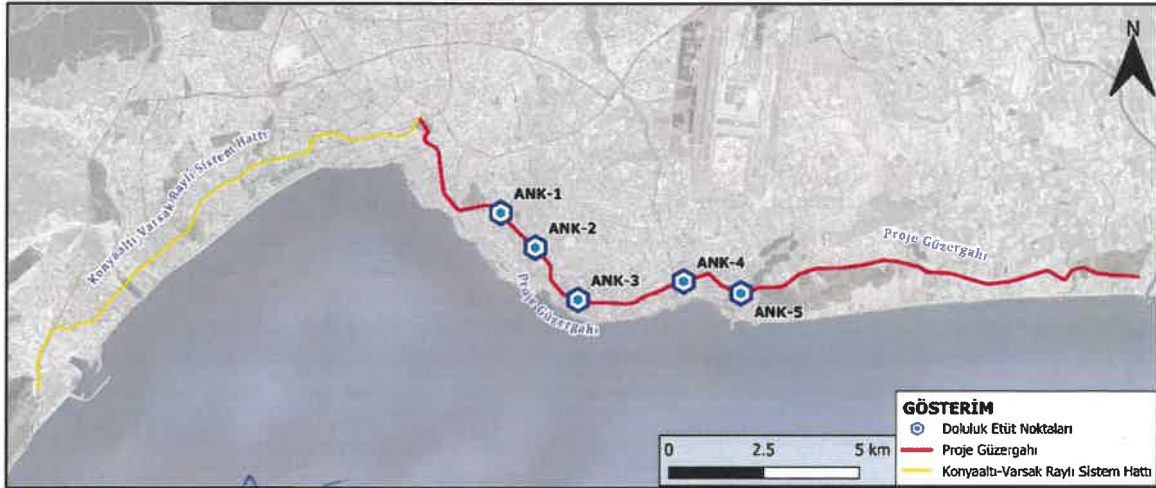 N
Konyaaltı-Varsak Raylı Sistem Hattı
ANK-1
ANK-2
ANK-3
ANK-4
ANK-5
Proje Güzergahı
Proje Güzergahı
GÖSTERİM
Doluluk Etüt Noktaları
Proje Güzergahı
Konyaaltı-Varsak Raylı Sistem Hattı
0 2.5 5 km